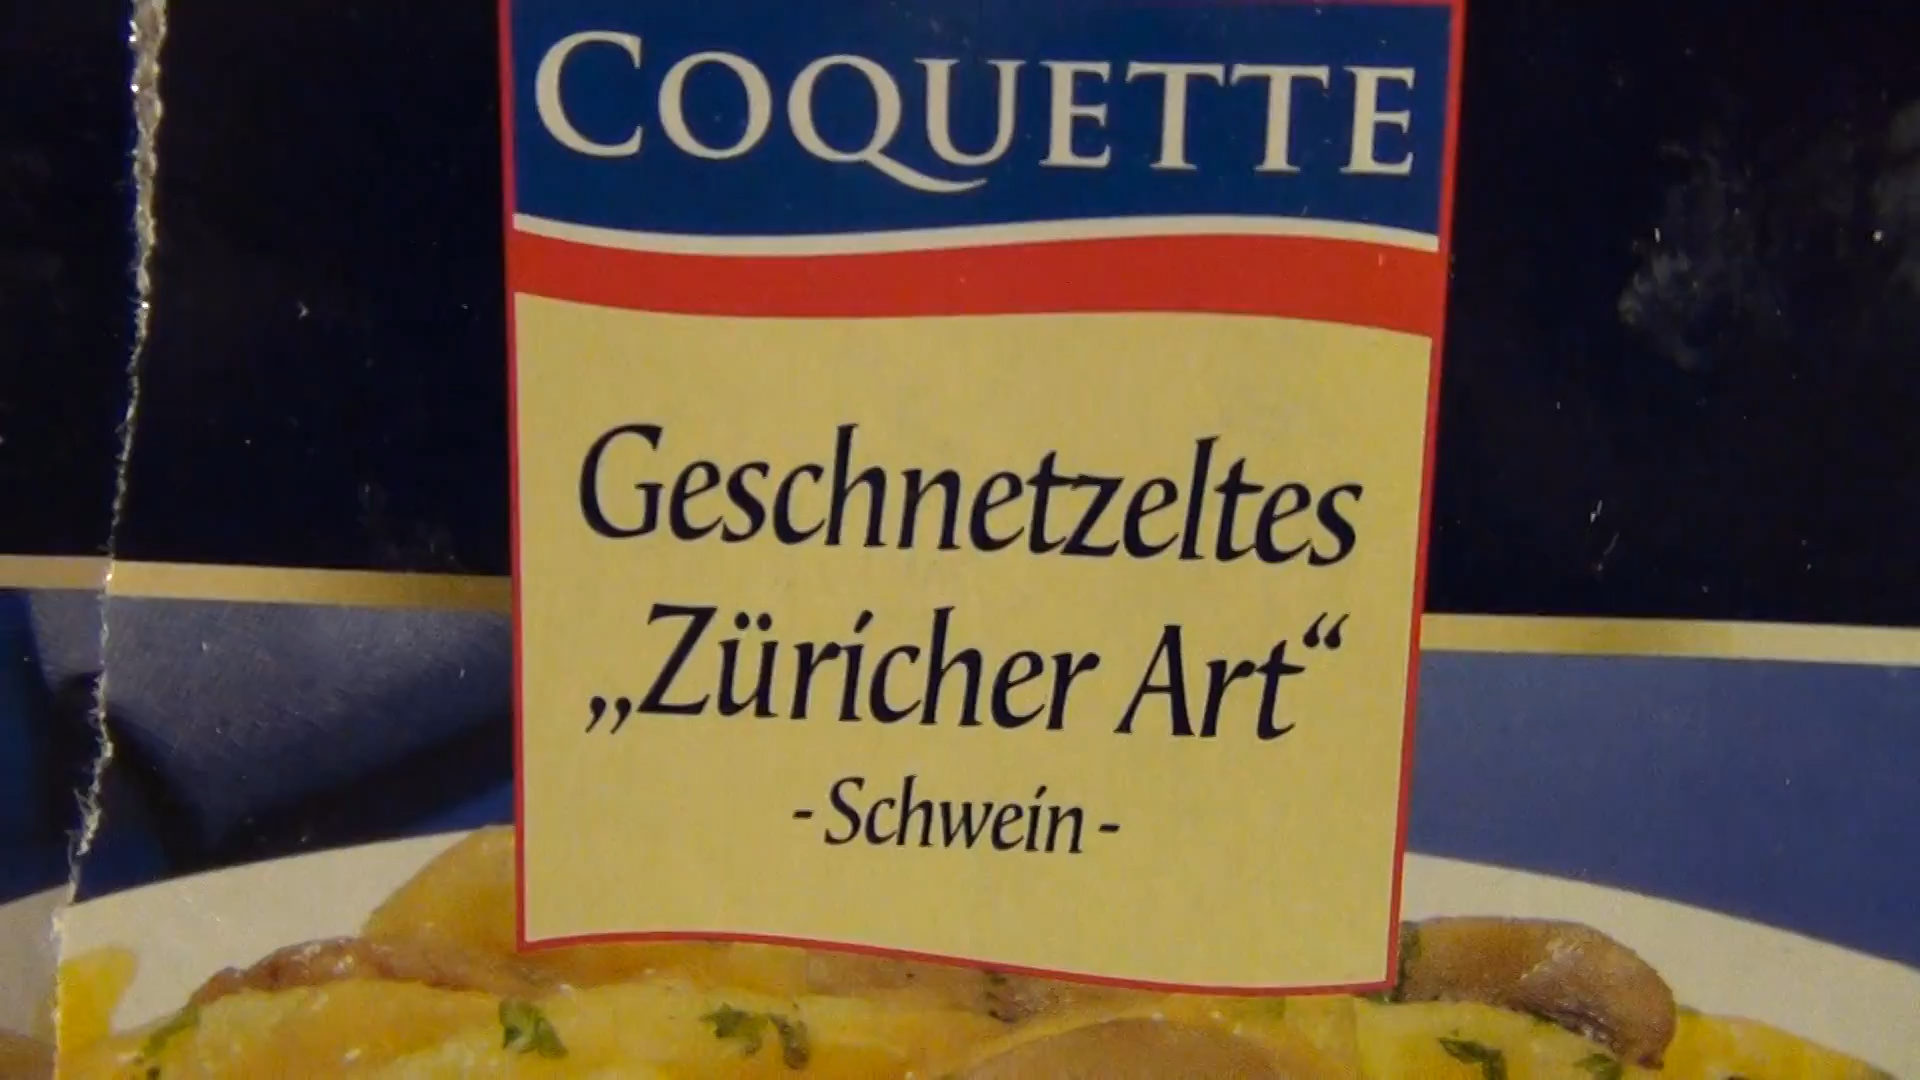 COQUETTE
Geschnetzeltes
„Züricher Art“
- Schwein -